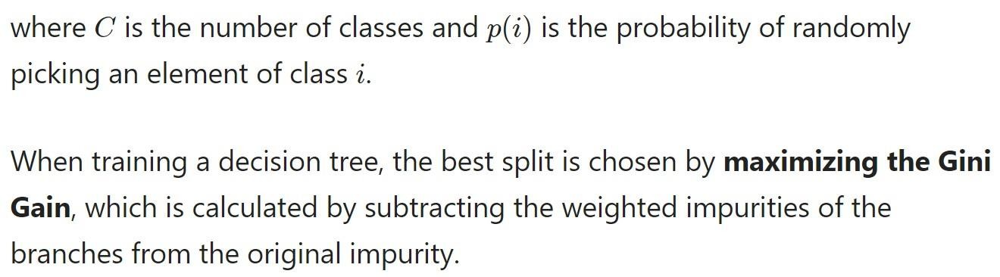 where C is the number of classes and p(i) is the probability of randomly
picking an element of class i.
When training a decision tree, the best split is chosen by maximizing the Gini
Gain, which is calculated by subtracting the weighted impurities of the
branches from the original impurity.